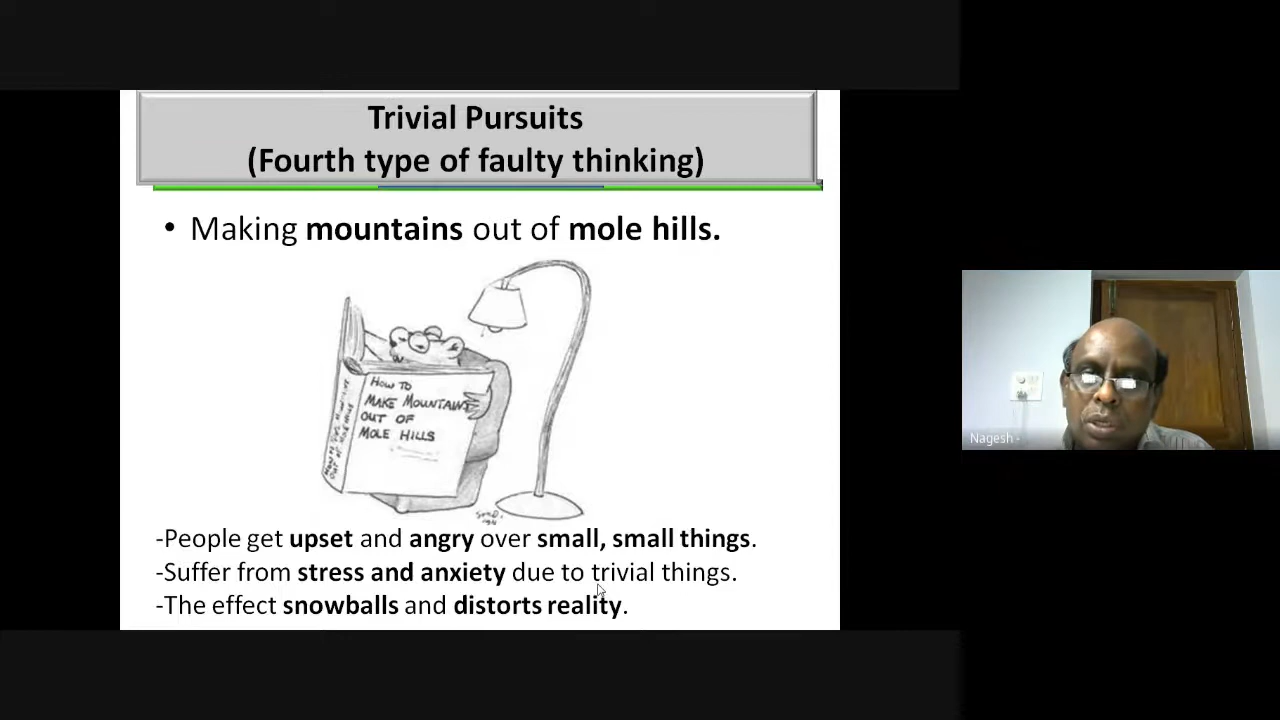 Trivial Pursuits
(Fourth type of faulty thinking)
• Making mountains out of mole hills.
HOW TO
MAKE MOUNTAINS
OUT OF
MOLE HILLS
-People get upset and angry over small, small things.
-Suffer from stress and anxiety due to trivial things.
-The effect snowballs and distorts reality.
Nagesh -